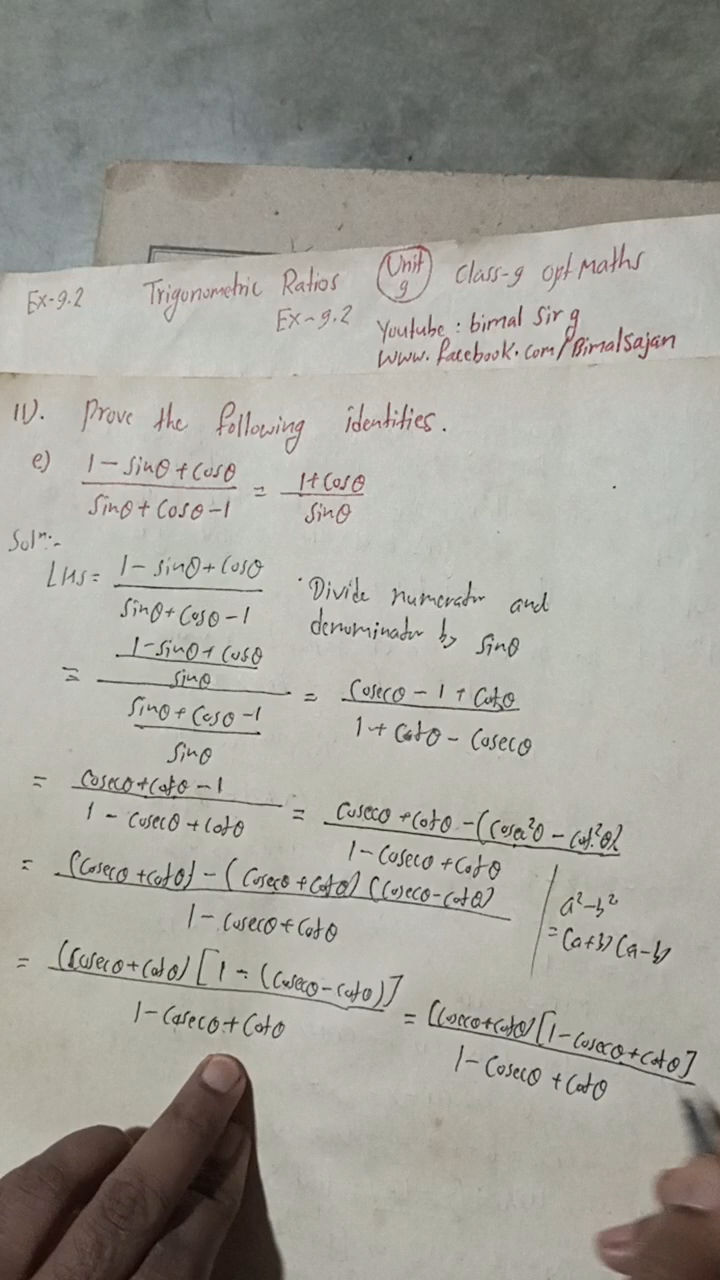 Ex-9.2 Trigonometric Ratios Unit 9 Class-9 Opt Maths
Ex-9.2 Youtube : bimal Sir g
www.facebook.com/Bimalsajan
11). Prove the following identities.
e) (1 - sinθ + cosθ)/(sinθ + cosθ - 1) = (1 + cosθ)/sinθ
Solⁿ:-
LHS = (1 - sinθ + cosθ)/(sinθ + cosθ - 1) Divide numerator and
denominator by sinθ
= ((1 - sinθ + cosθ)/sinθ)/((sinθ + cosθ - 1)/sinθ) = (cosecθ - 1 + cotθ)/(1 + cotθ - cosecθ)
= (cosecθ + cotθ - 1)/(1 - cosecθ + cotθ) = (cosecθ + cotθ - (cosec²θ - cot²θ))/(1 - cosecθ + cotθ)
= ((cosecθ + cotθ) - (cosecθ + cotθ)(cosecθ - cotθ))/(1 - cosecθ + cotθ) a² - b²
= (a+b)(a-b)
= ((cosecθ + cotθ)[1 - (cosecθ - cotθ)])/(1 - cosecθ + cotθ) = ((cosecθ + cotθ)[1 - cosecθ + cotθ])/(1 - cosecθ + cotθ)